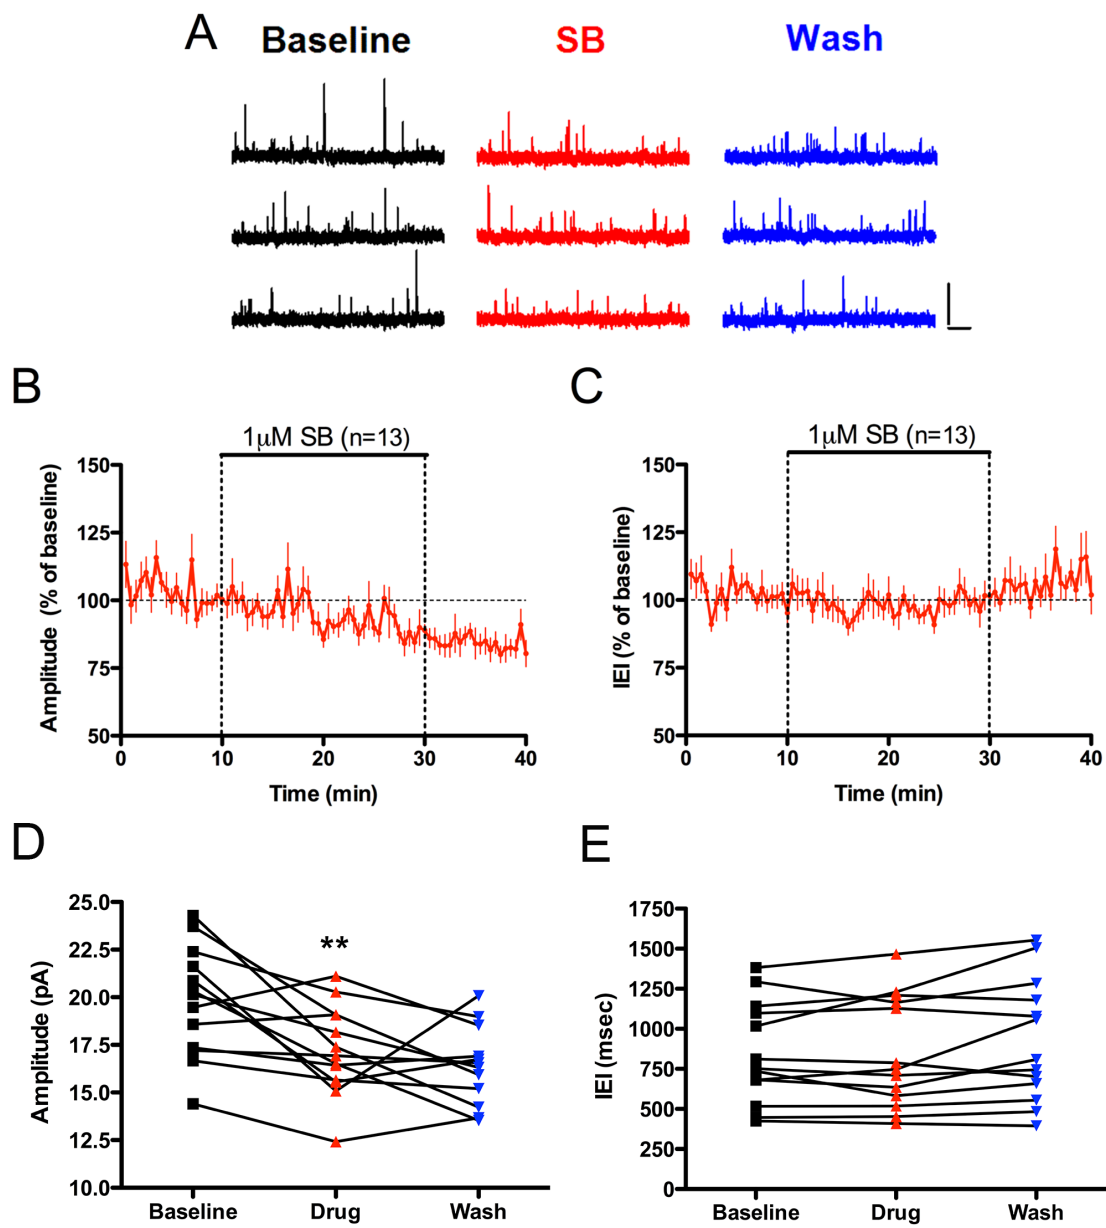 A
Baseline SB Wash
B
1μM SB (n=13)
Amplitude (% of baseline)
150
125
100
75
50
0 10 20 30 40
Time (min)
C
1μM SB (n=13)
IEI (% of baseline)
150
125
100
75
50
0 10 20 30 40
Time (min)
D
**
Amplitude (pA)
25.0
22.5
20.0
17.5
15.0
12.5
10.0
Baseline Drug Wash
E
IEI (msec)
1750
1500
1250
1000
750
500
250
0
Baseline Drug Wash